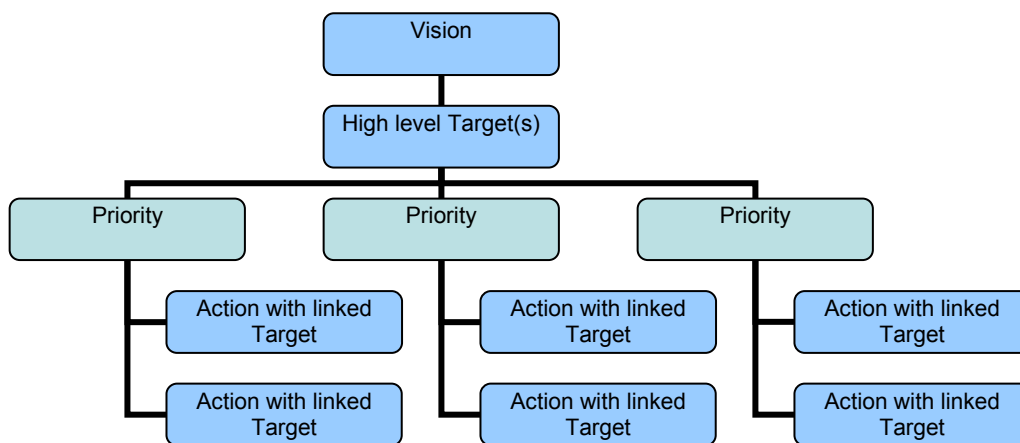 Vision
High level Target(s)
Priority
Priority
Priority
Action with linked
Target
Action with linked
Target
Action with linked
Target
Action with linked
Target
Action with linked
Target
Action with linked
Target